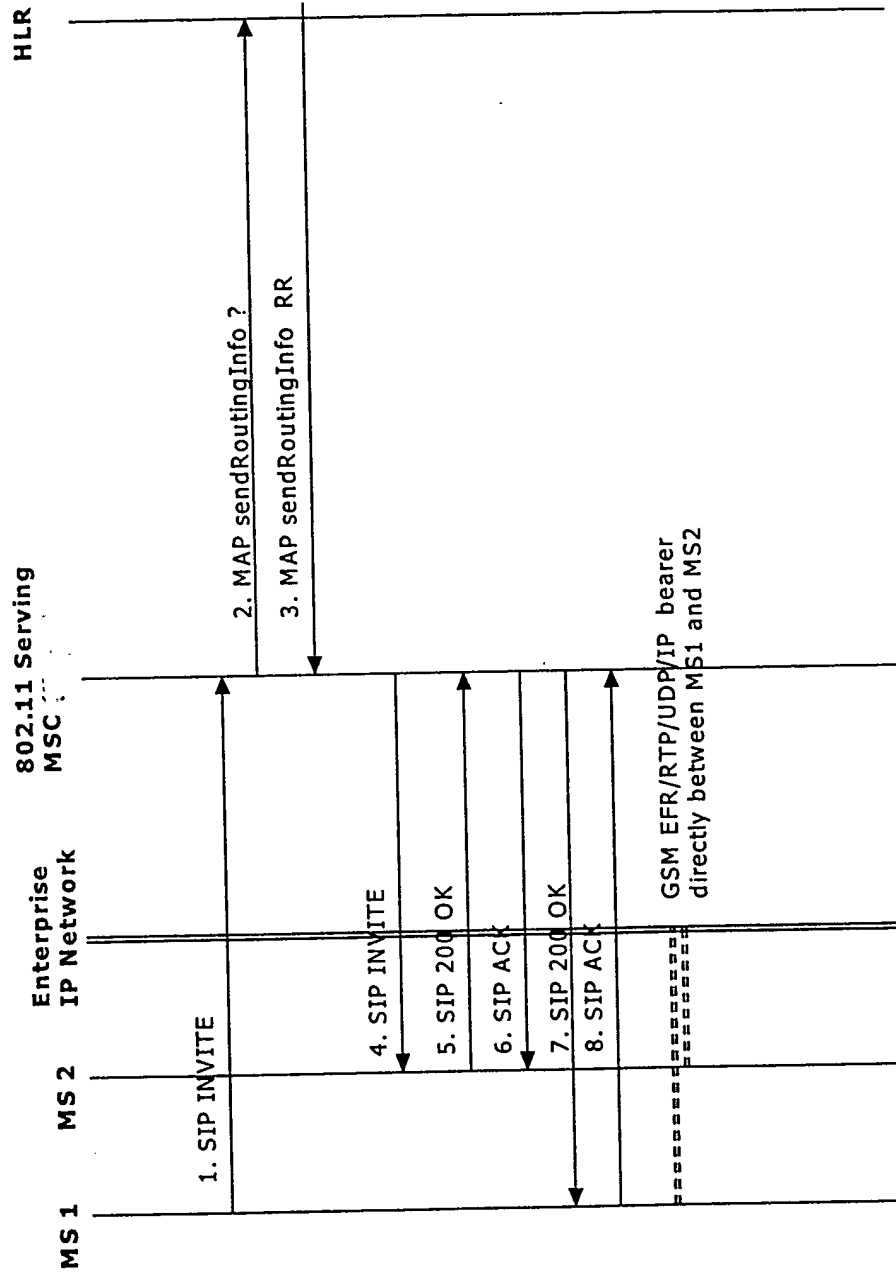 MS 1
MS 2
Enterprise
IP Network
802.11 Serving
MSC
HLR
1. SIP INVITE
2. MAP sendRoutingInfo ?
3. MAP sendRoutingInfo RR
4. SIP INVITE
5. SIP 200 OK
6. SIP ACK
7. SIP 200 OK
8. SIP ACK
GSM EFR/RTP/UDP/IP bearer
directly between MS1 and MS2